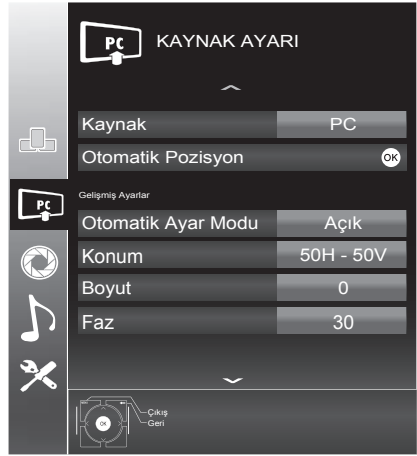 PC KAYNAK AYARI
Kaynak PC
Otomatik Pozisyon OK
Gelişmiş Ayarlar
PC
Otomatik Ayar Modu Açık
Konum 50H - 50V
Boyut 0
Faz 30
OK
Çıkış
Geri